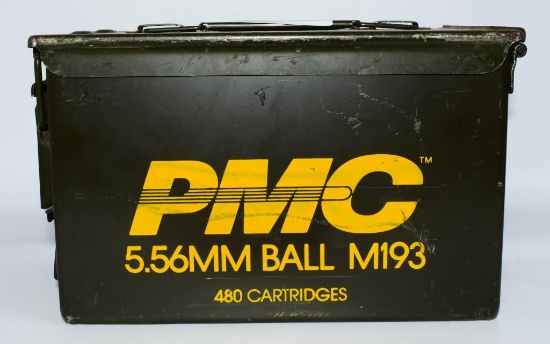 PMC™
5.56MM BALL M193
480 CARTRIDGES